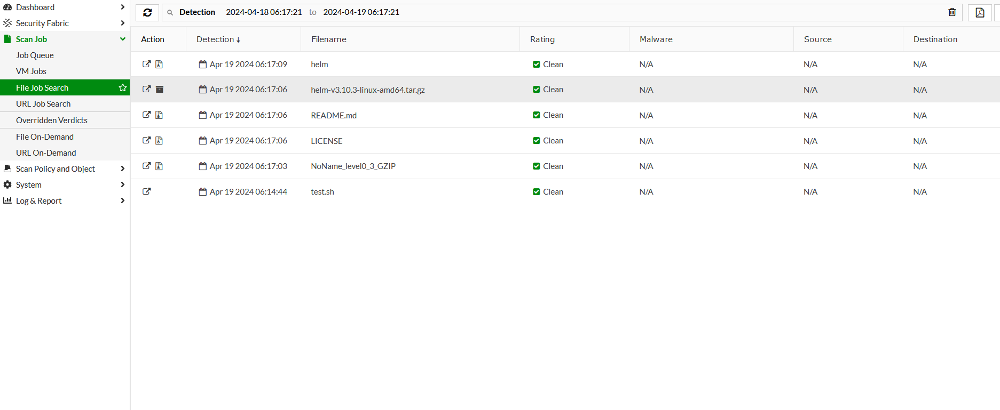 Dashboard
Security Fabric
Scan Job
Job Queue
VM Jobs
File Job Search
URL Job Search
Overridden Verdicts
File On-Demand
URL On-Demand
Scan Policy and Object
System
Log & Report
Detection 2024-04-18 06:17:21 to 2024-04-19 06:17:21
Action Detection Filename Rating Malware Source Destination
Apr 19 2024 06:17:09 helm Clean N/A N/A N/A
Apr 19 2024 06:17:06 helm-v3.10.3-linux-amd64.tar.gz Clean N/A N/A N/A
Apr 19 2024 06:17:06 README.md Clean N/A N/A N/A
Apr 19 2024 06:17:06 LICENSE Clean N/A N/A N/A
Apr 19 2024 06:17:03 NoName_level0_3_GZIP Clean N/A N/A N/A
Apr 19 2024 06:14:44 test.sh Clean N/A N/A N/A